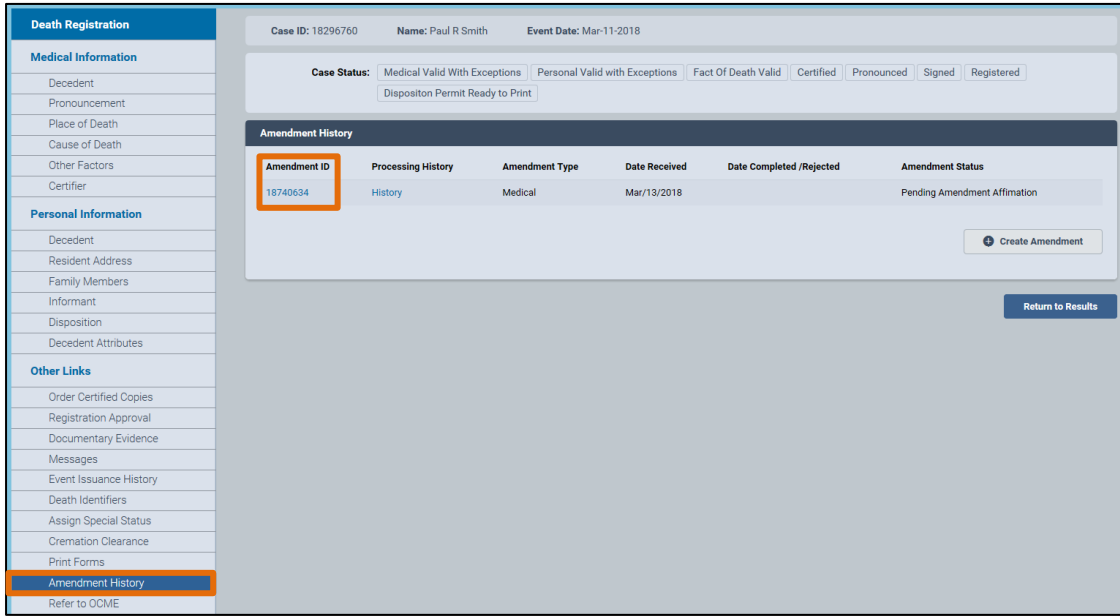 Death Registration
Medical Information
Decedent
Pronouncement
Place of Death
Cause of Death
Other Factors
Certifier
Personal Information
Decedent
Resident Address
Family Members
Informant
Disposition
Decedent Attributes
Other Links
Order Certified Copies
Registration Approval
Documentary Evidence
Messages
Event Issuance History
Death Identifiers
Assign Special Status
Cremation Clearance
Print Forms
Amendment History
Refer to OCME
Case ID: 18296760 Name: Paul R Smith Event Date: Mar-11-2018
Case Status: Medical Valid With Exceptions Personal Valid with Exceptions Fact Of Death Valid Certified Pronounced Signed Registered
Dispositon Permit Ready to Print
Amendment History
Amendment ID Processing History Amendment Type Date Received Date Completed /Rejected Amendment Status
18740634 History Medical Mar/13/2018 Pending Amendment Affimation
Create Amendment
Return to Results